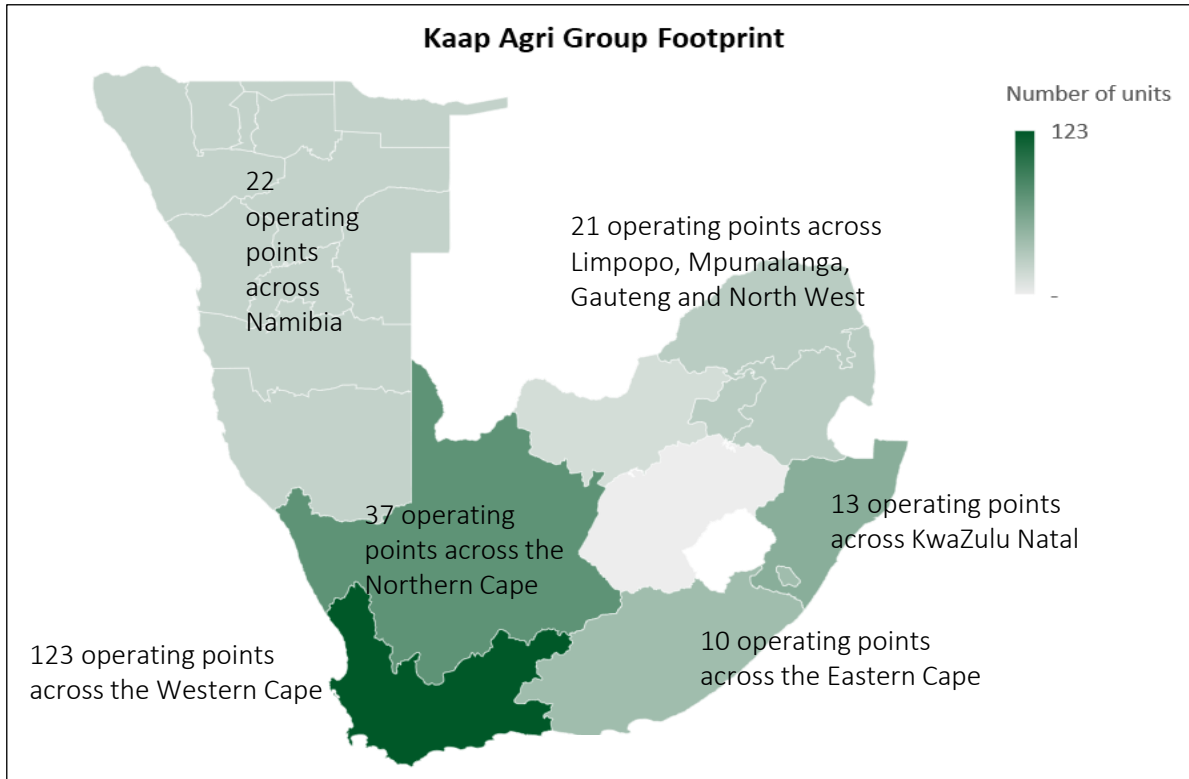 Kaap Agri Group Footprint
Number of units
123
-
22
operating
points
across
Namibia
21 operating points across
Limpopo, Mpumalanga,
Gauteng and North West
37 operating
points across the
Northern Cape
13 operating points
across KwaZulu Natal
123 operating points
across the Western Cape
10 operating points
across the Eastern Cape